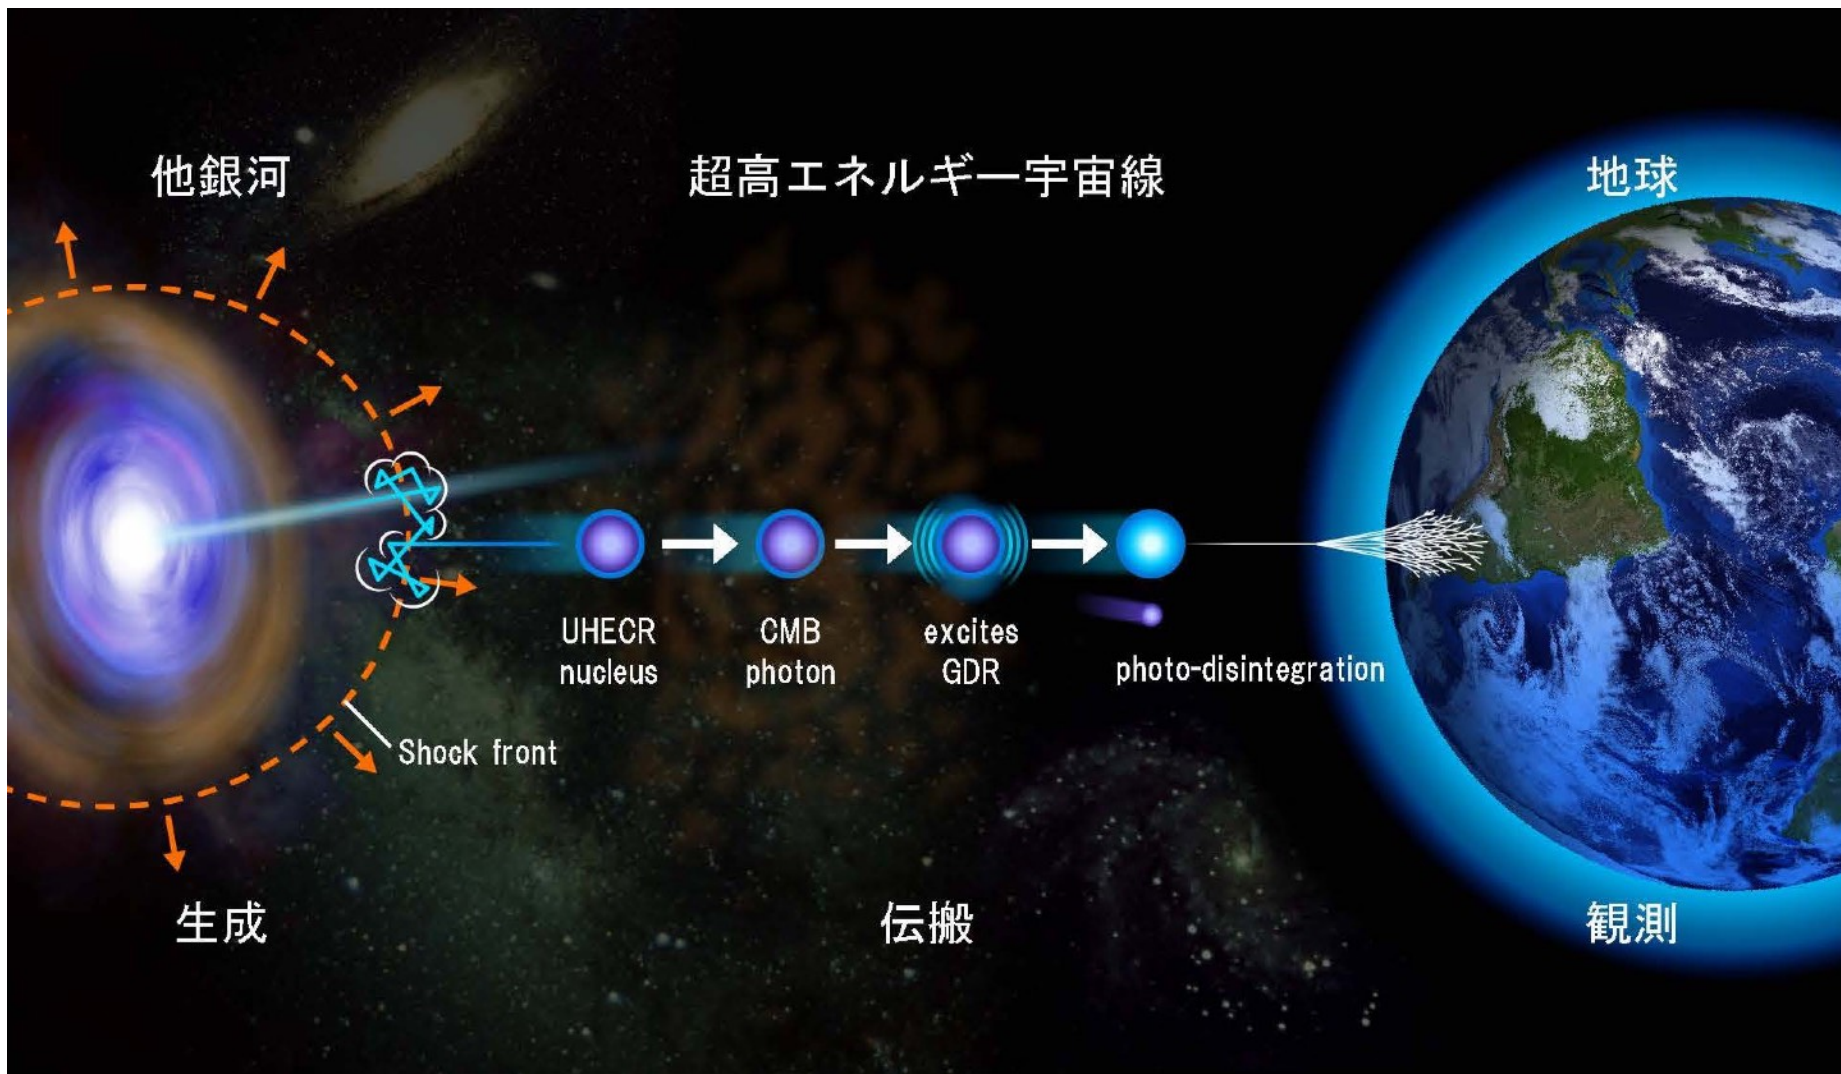 他銀河
超高エネルギー宇宙線
地球
UHECR
nucleus
CMB
photon
excites
GDR
photo-disintegration
Shock front
生成
伝搬
観測